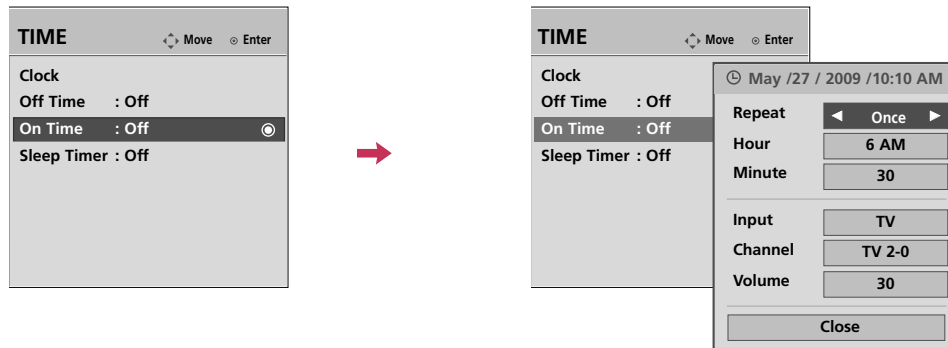 TIME Move Enter
Clock
Off Time : Off
On Time : Off
Sleep Timer : Off
TIME Move Enter
Clock
Off Time : Off
On Time : Off
Sleep Timer : Off
May /27 / 2009 /10:10 AM
Repeat ◀ Once ▶
Hour 6 AM
Minute 30
Input TV
Channel TV 2-0
Volume 30
Close